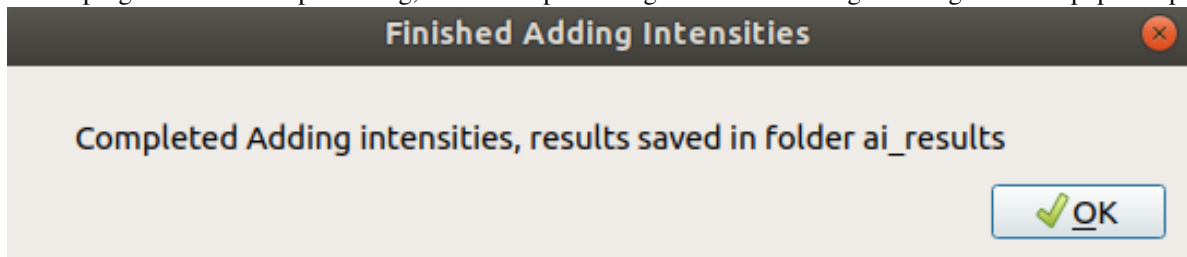 Finished Adding Intensities
Completed Adding intensities, results saved in folder ai_results
OK